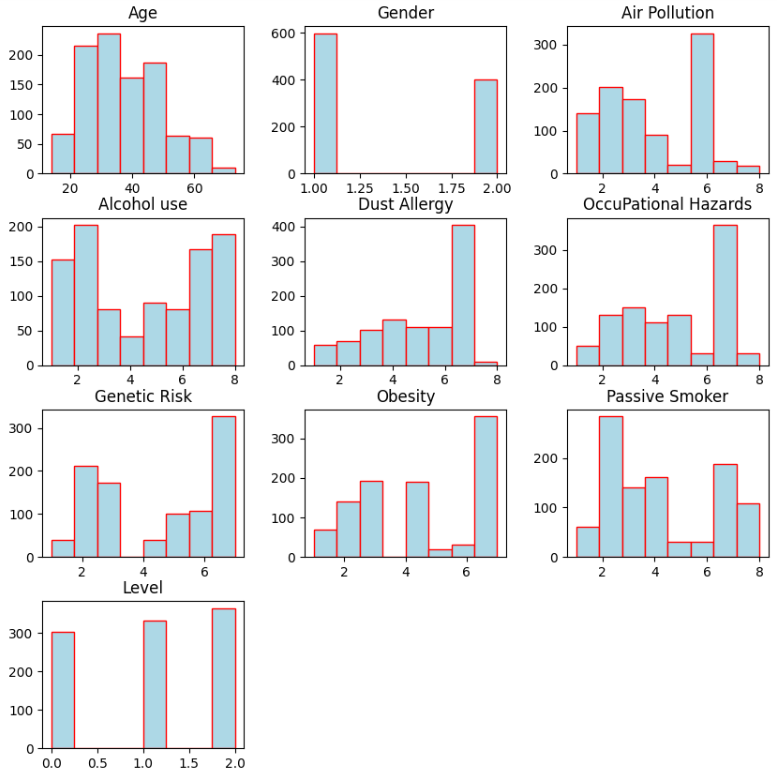 Age
Gender
Air Pollution
200
150
100
50
0
20 40 60
600
400
200
0
1.00 1.25 1.50 1.75 2.00
300
200
100
0
2 4 6 8
Alcohol use
Dust Allergy
OccuPational Hazards
200
150
100
50
0
2 4 6 8
400
300
200
100
0
2 4 6 8
300
200
100
0
2 4 6 8
Genetic Risk
Obesity
Passive Smoker
300
200
100
0
2 4 6
300
200
100
0
2 4 6
200
100
0
2 4 6 8
Level
300
200
100
0
0.0 0.5 1.0 1.5 2.0